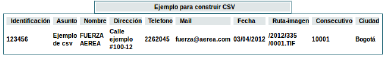 Ejemplo para construir CSV
Identificación Asunto Nombre Dirección Telefono Mail Fecha Ruta-imagen Consecutivo Ciudad
123456 Ejemplo de csv FUERZA AEREA Calle ejemplo #100-12 2262045 fuerza@aerea.com 03/04/2012 /2012/335/0001.TIF 10001 Bogotá